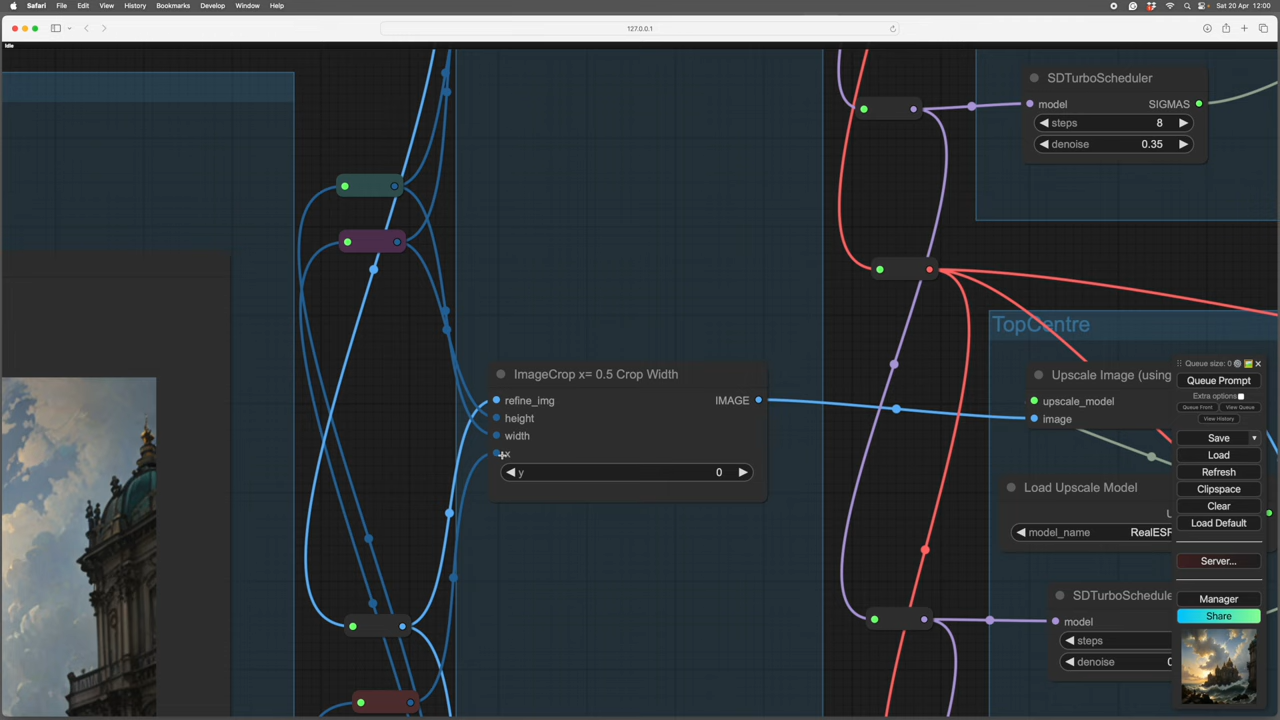 Safari File Edit View History Bookmarks Develop Window Help Sat 20 Apr 12:00
127.0.0.1
Idle
SDTurboScheduler
model SIGMAS
steps 8
denoise 0.35
TopCentre
ImageCrop x= 0.5 Crop Width
refine_img IMAGE
height
width
x
y 0
Upscale Image (using
upscale_model
image
Load Upscale Model
U
model_name RealESF
SDTurboSchedule
model
steps
denoise 0
Queue size: 0
Queue Prompt
Extra options
Queue Front View Queue
View History
Save
Load
Refresh
Clipspace
Clear
Load Default
Server...
Manager
Share